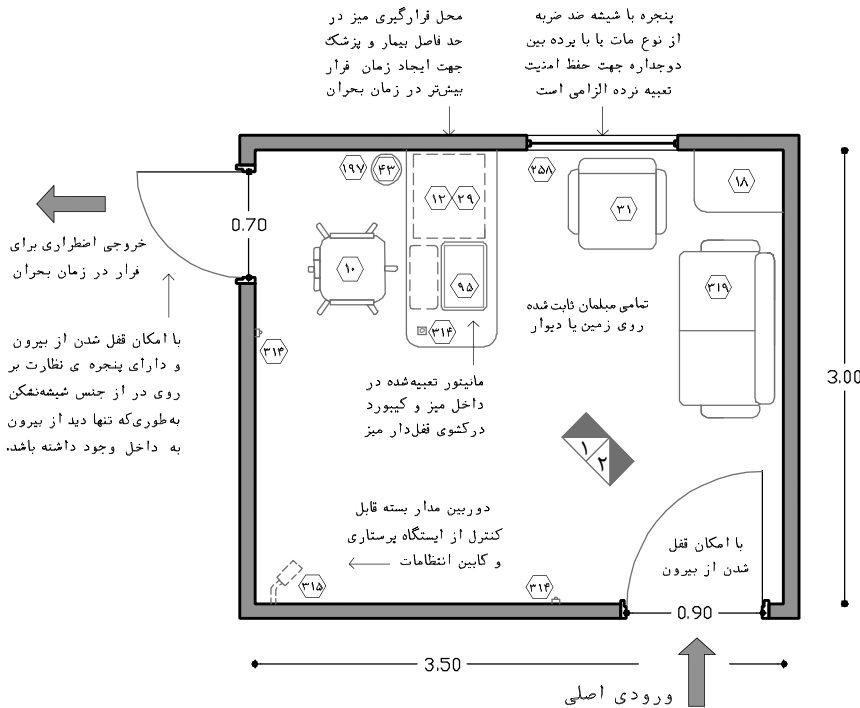 محل قرارگیری میز در
حد فاصل بیمار و پزشک
جهت ایجاد زمان فرار
بیش‌تر در زمان بحران
پنجره با شیشه ضد ضربه
از نوع مات یا با پرده بین
دوجداره جهت حفظ امنیت
تعبیه نرده الزامی است
۱۹۷
۴۳
۱۲
۲۹
۲۵۸
۳۱
۱۸
0.70
خروجی اضطراری برای
فرار در زمان بحران
۱۰
۹۵
۳۱۹
تمامی مبلمان ثابت‌شده
روی زمین یا دیوار
۳۱۴
۳۱۴
با امکان قفل شدن از بیرون
و دارای پنجره ی نظارت بر
روی در از جنس شیشه‌نشکن
به‌طوری‌که تنها دید از بیرون
به داخل وجود داشته باشد.
مانیتور تعبیه‌شده در
داخل میز و کیبورد
درکشوی قفل‌دار میز
3.00
۱
۲
دوربین مدار بسته قابل
کنترل از ایستگاه پرستاری
و کابین انتظامات
با امکان قفل
شدن از بیرون
۳۱۵
۳۱۴
0.90
3.50
ورودی اصلی